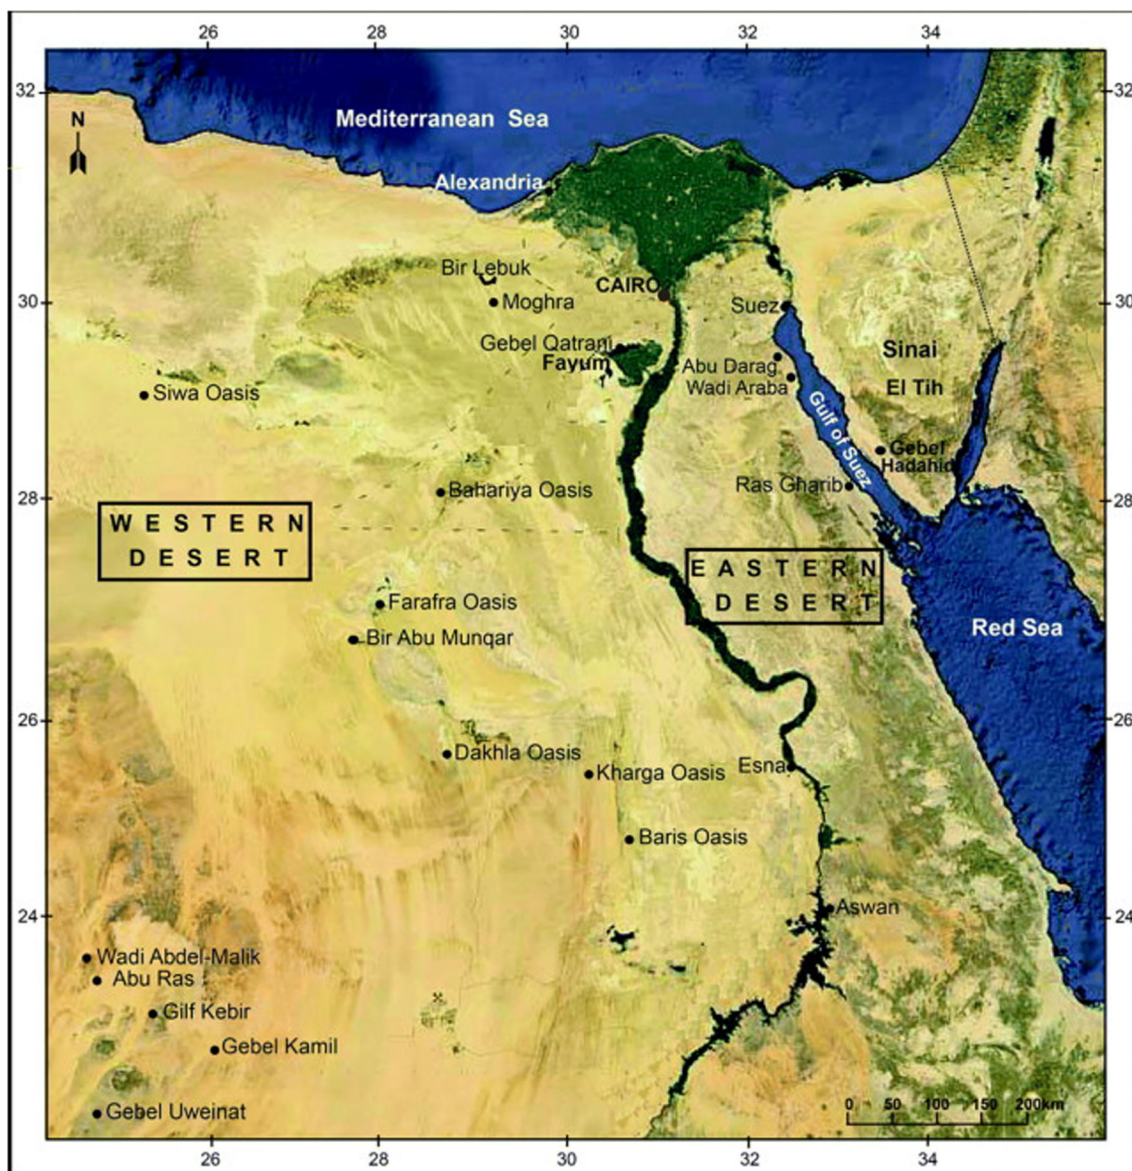 26 28 30 32 34
32 32
Mediterranean Sea
N
Alexandria
Bir Lebuk
CAIRO
30 Moghra Suez 30
Gebel Qatrani
Fayum
Sinai
Abu Darag
Wadi Araba
El Tih
Siwa Oasis
Gulf of Suez
Gebel
Hadahid
Ras Gharib
Bahariya Oasis
28 28
WESTERN
DESERT
EASTERN
DESERT
Farafra Oasis
Red Sea
Bir Abu Munqar
26 26
Dakhla Oasis
Esna
Kharga Oasis
Baris Oasis
Aswan
24 24
Wadi Abdel-Malik
Abu Ras
Gilf Kebir
Gebel Kamil
Gebel Uweinat
0 50 100 150 200km
26 28 30 32 34